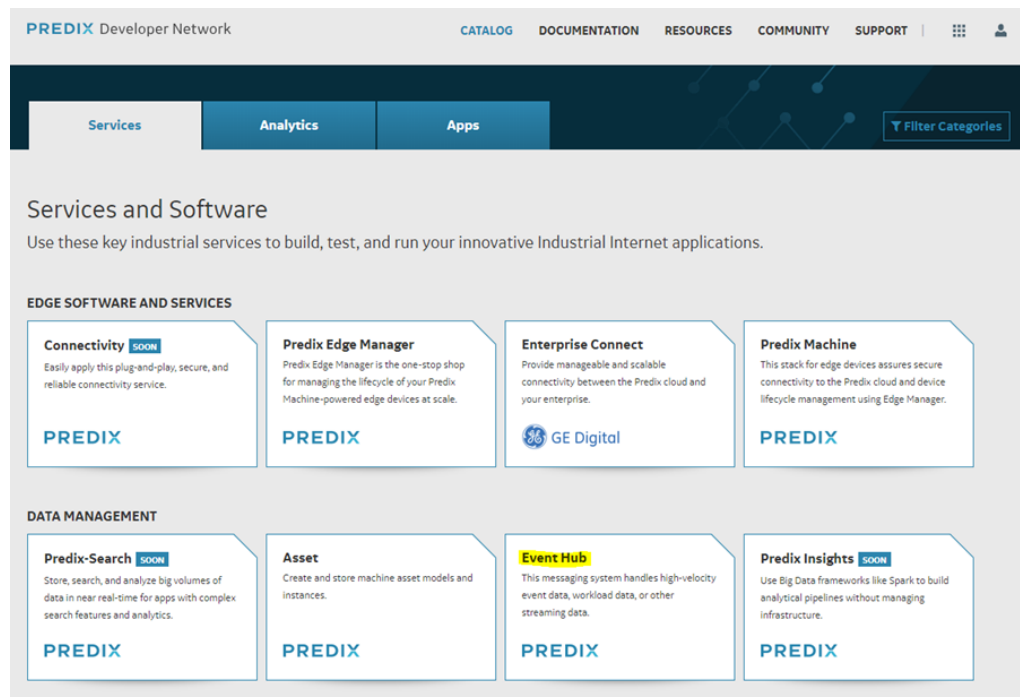 PREDIX Developer Network
CATALOG DOCUMENTATION RESOURCES COMMUNITY SUPPORT
Services Analytics Apps
Filter Categories
Services and Software
Use these key industrial services to build, test, and run your innovative Industrial Internet applications.
EDGE SOFTWARE AND SERVICES
Connectivity SOON
Easily apply this plug-and-play, secure, and
reliable connectivity service.
PREDIX
Predix Edge Manager
Predix Edge Manager is the one-stop shop
for managing the lifecycle of your Predix
Machine-powered edge devices at scale.
PREDIX
Enterprise Connect
Provide manageable and scalable
connectivity between the Predix cloud and
your enterprise.
GE Digital
Predix Machine
This stack for edge devices assures secure
connectivity to the Predix cloud and device
lifecycle management using Edge Manager.
PREDIX
DATA MANAGEMENT
Predix-Search SOON
Store, search, and analyze big volumes of
data in near real-time for apps with complex
search features and analytics.
PREDIX
Asset
Create and store machine asset models and
instances.
PREDIX
Event Hub
This messaging system handles high-velocity
event data, workload data, or other
streaming data.
PREDIX
Predix Insights SOON
Use Big Data frameworks like Spark to build
analytical pipelines without managing
infrastructure.
PREDIX